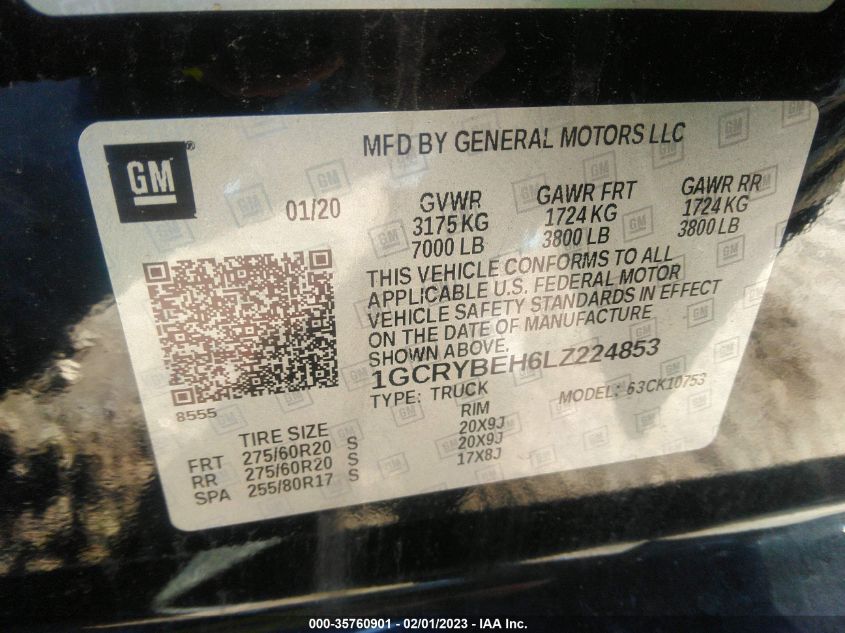 MFD BY GENERAL MOTORS LLC
GM
®
01/20
GVWR
3175 KG
7000 LB
GAWR FRT
1724 KG
3800 LB
GAWR RR
1724 KG
3800 LB
THIS VEHICLE CONFORMS TO ALL
APPLICABLE U.S. FEDERAL MOTOR
VEHICLE SAFETY STANDARDS IN EFFECT
ON THE DATE OF MANUFACTURE
SHOWN ABOVE.
1GCRYBEH6LZ224853
TYPE: TRUCK
MODEL: 63CK10753
8555
TIRE SIZE RIM
FRT 275/60R20 S 20X9J
RR 275/60R20 S 20X9J
SPA 255/80R17 S 17X8J
000-35760901 - 02/01/2023 - IAA Inc.